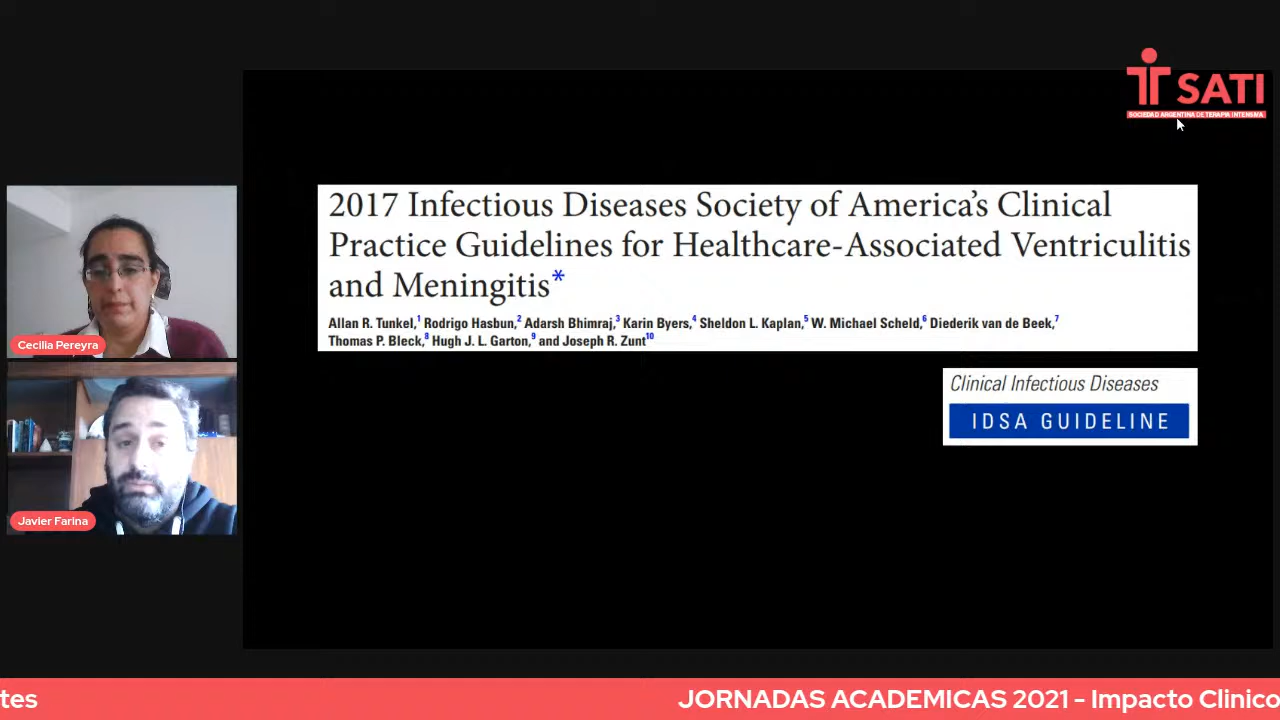 SATI
SOCIEDAD ARGENTINA DE TERAPIA INTENSIVA
2017 Infectious Diseases Society of America's Clinical
Practice Guidelines for Healthcare-Associated Ventriculitis
and Meningitis*
Allan R. Tunkel,1 Rodrigo Hasbun,2 Adarsh Bhimraj,3 Karin Byers,4 Sheldon L. Kaplan,5 W. Michael Scheld,6 Diederik van de Beek,7
Thomas P. Bleck,8 Hugh J. L. Garton,9 and Joseph R. Zunt10
Clinical Infectious Diseases
IDSA GUIDELINE
Cecilia Pereyra
Javier Farina
tes
JORNADAS ACADEMICAS 2021 - Impacto Clinico